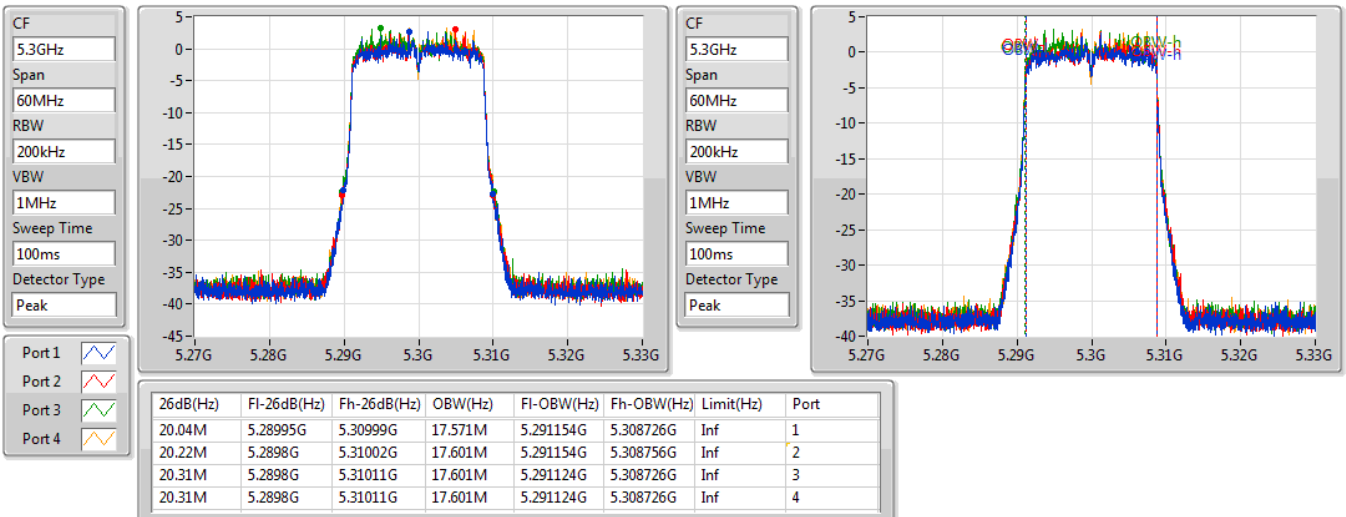 CF
5.3GHz
Span
60MHz
RBW
200kHz
VBW
1MHz
Sweep Time
100ms
Detector Type
Peak
5
0
-5
-10
-15
-20
-25
-30
-35
-40
-45
5.27G 5.28G 5.29G 5.3G 5.31G 5.32G 5.33G
CF
5.3GHz
Span
60MHz
RBW
200kHz
VBW
1MHz
Sweep Time
100ms
Detector Type
Peak
5
0
-5
-10
-15
-20
-25
-30
-35
-40
OBW-h
5.27G 5.28G 5.29G 5.3G 5.31G 5.32G 5.33G
Port 1
Port 2
Port 3
Port 4
26dB(Hz) Fl-26dB(Hz) Fh-26dB(Hz) OBW(Hz) Fl-OBW(Hz) Fh-OBW(Hz) Limit(Hz) Port
20.04M 5.28995G 5.30999G 17.571M 5.291154G 5.308726G Inf 1
20.22M 5.2898G 5.31002G 17.601M 5.291154G 5.308756G Inf 2
20.31M 5.2898G 5.31011G 17.601M 5.291124G 5.308726G Inf 3
20.31M 5.2898G 5.31011G 17.601M 5.291124G 5.308726G Inf 4